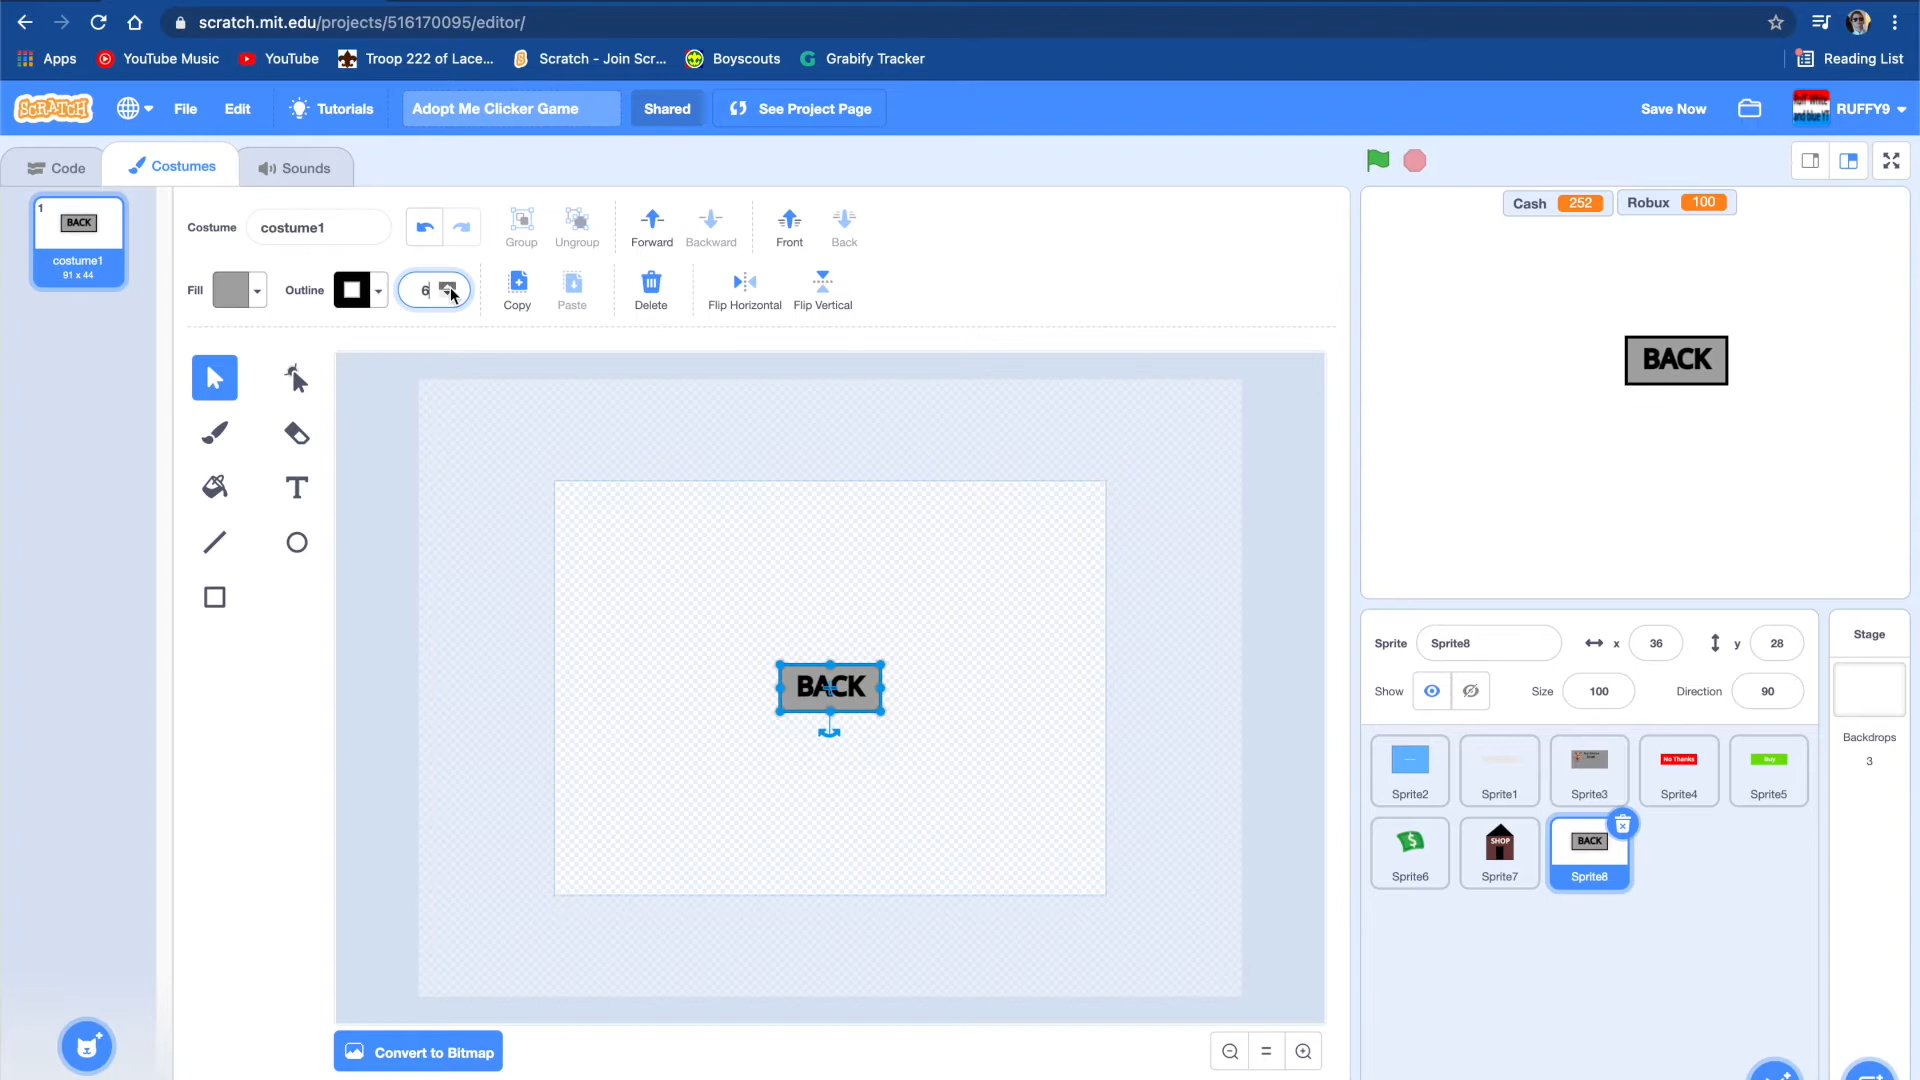 scratch.mit.edu/projects/516170095/editor/
Apps YouTube Music YouTube Troop 222 of Lace... Scratch - Join Scr... Boyscouts Grabify Tracker Reading List
SCRATCH File Edit Tutorials Adopt Me Clicker Game Shared See Project Page Save Now RUFFY9
Code Costumes Sounds
1
BACK
costume1
91 x 44
Costume costume1 Group Ungroup Forward Backward Front Back
Fill Outline 6 Copy Paste Delete Flip Horizontal Flip Vertical
BACK
Convert to Bitmap
Cash 252 Robux 100
BACK
Sprite Sprite8 x 36 y 28
Show Size 100 Direction 90
Stage
Backdrops
3
Sprite2 Sprite1 Sprite3
No Thanks
Sprite4
Buy
Sprite5
$
Sprite6
SHOP
Sprite7
BACK
Sprite8